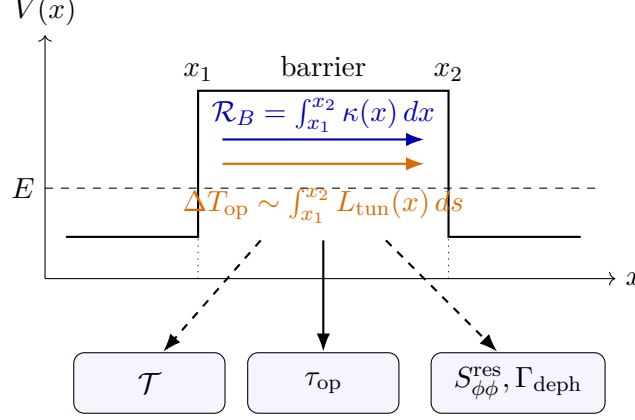 V(x)
x₁ barrier x₂
𝓡_B = ∫_{x₁}^{x₂} κ(x) dx
E
ΔT_op ∼ ∫_{x₁}^{x₂} L_tun(x) ds
x
𝒯 τ_op S_{ϕϕ}^{res}, Γ_deph